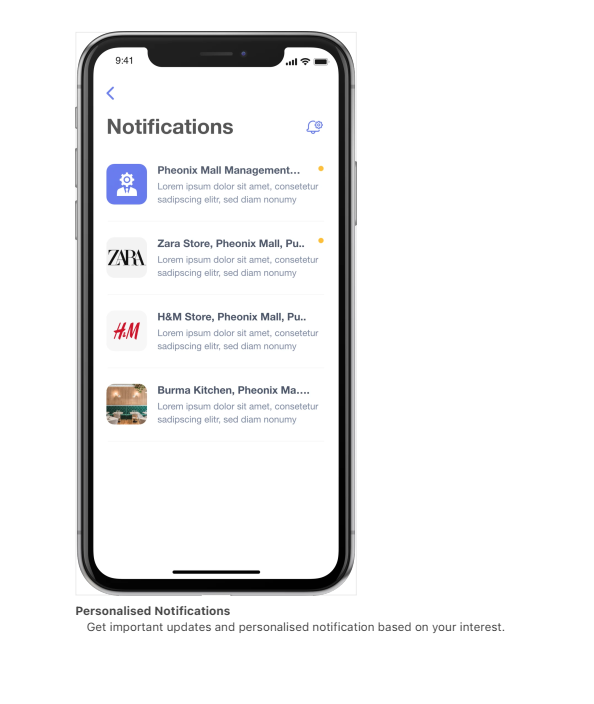 9:41
Notifications
Pheonix Mall Management...
Lorem ipsum dolor sit amet, consetetur
sadipscing elitr, sed diam nonumy
ZARA
Zara Store, Pheonix Mall, Pu..
Lorem ipsum dolor sit amet, consetetur
sadipscing elitr, sed diam nonumy
H&M
H&M Store, Pheonix Mall, Pu..
Lorem ipsum dolor sit amet, consetetur
sadipscing elitr, sed diam nonumy
Burma Kitchen, Pheonix Ma....
Lorem ipsum dolor sit amet, consetetur
sadipscing elitr, sed diam nonumy
Personalised Notifications
Get important updates and personalised notification based on your interest.